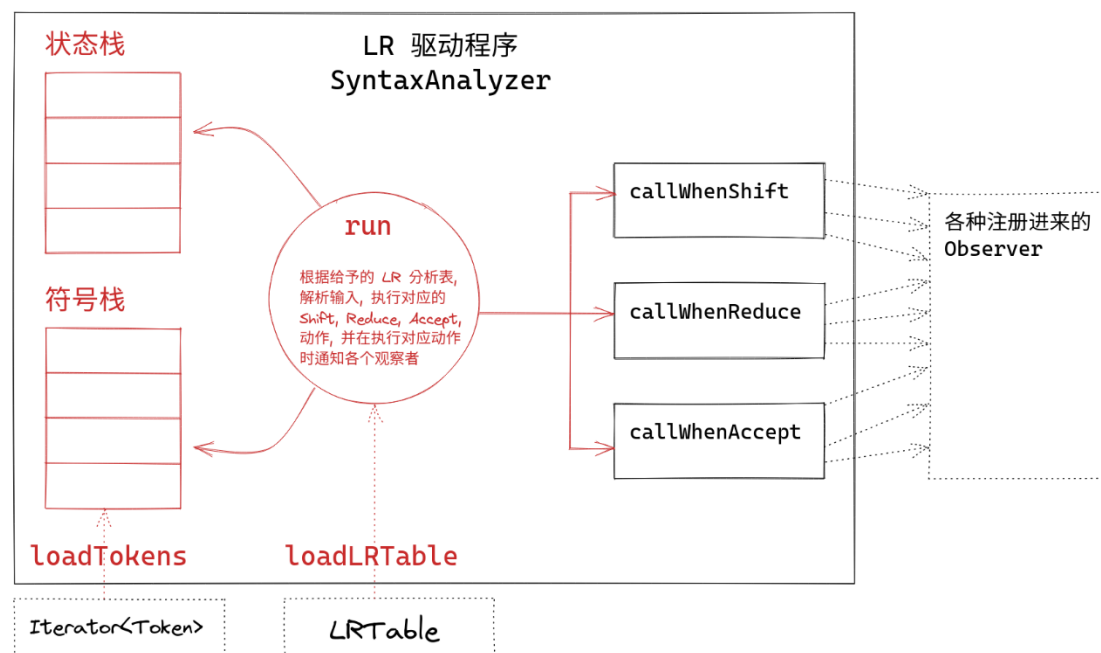 状态栈
LR 驱动程序
SyntaxAnalyzer
callWhenShift
各种注册进来的
Observer
run
根据给予的 LR 分析表,
解析输入, 执行对应的
Shift, Reduce, Accept,
动作, 并在执行对应动作
时通知各个观察者
符号栈
callWhenReduce
callWhenAccept
loadTokens
loadLRTable
Iterator<Token>
LRTable